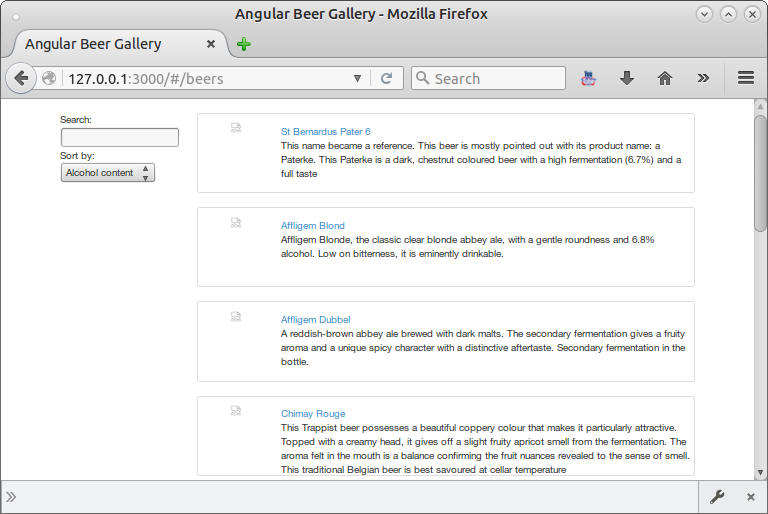 Angular Beer Gallery - Mozilla Firefox
Angular Beer Gallery
127.0.0.1:3000/#/beers
Search
Search:
Sort by:
Alcohol content
St Bernardus Pater 6
This name became a reference. This beer is mostly pointed out with its product name: a
Paterke. This Paterke is a dark, chestnut coloured beer with a high fermentation (6.7%) and a
full taste
Affligem Blond
Affligem Blonde, the classic clear blonde abbey ale, with a gentle roundness and 6.8%
alcohol. Low on bitterness, it is eminently drinkable.
Affligem Dubbel
A reddish-brown abbey ale brewed with dark malts. The secondary fermentation gives a fruity
aroma and a unique spicy character with a distinctive aftertaste. Secondary fermentation in the
bottle.
Chimay Rouge
This Trappist beer possesses a beautiful coppery colour that makes it particularly attractive.
Topped with a creamy head, it gives off a slight fruity apricot smell from the fermentation. The
aroma felt in the mouth is a balance confirming the fruit nuances revealed to the sense of smell.
This traditional Belgian beer is best savoured at cellar temperature